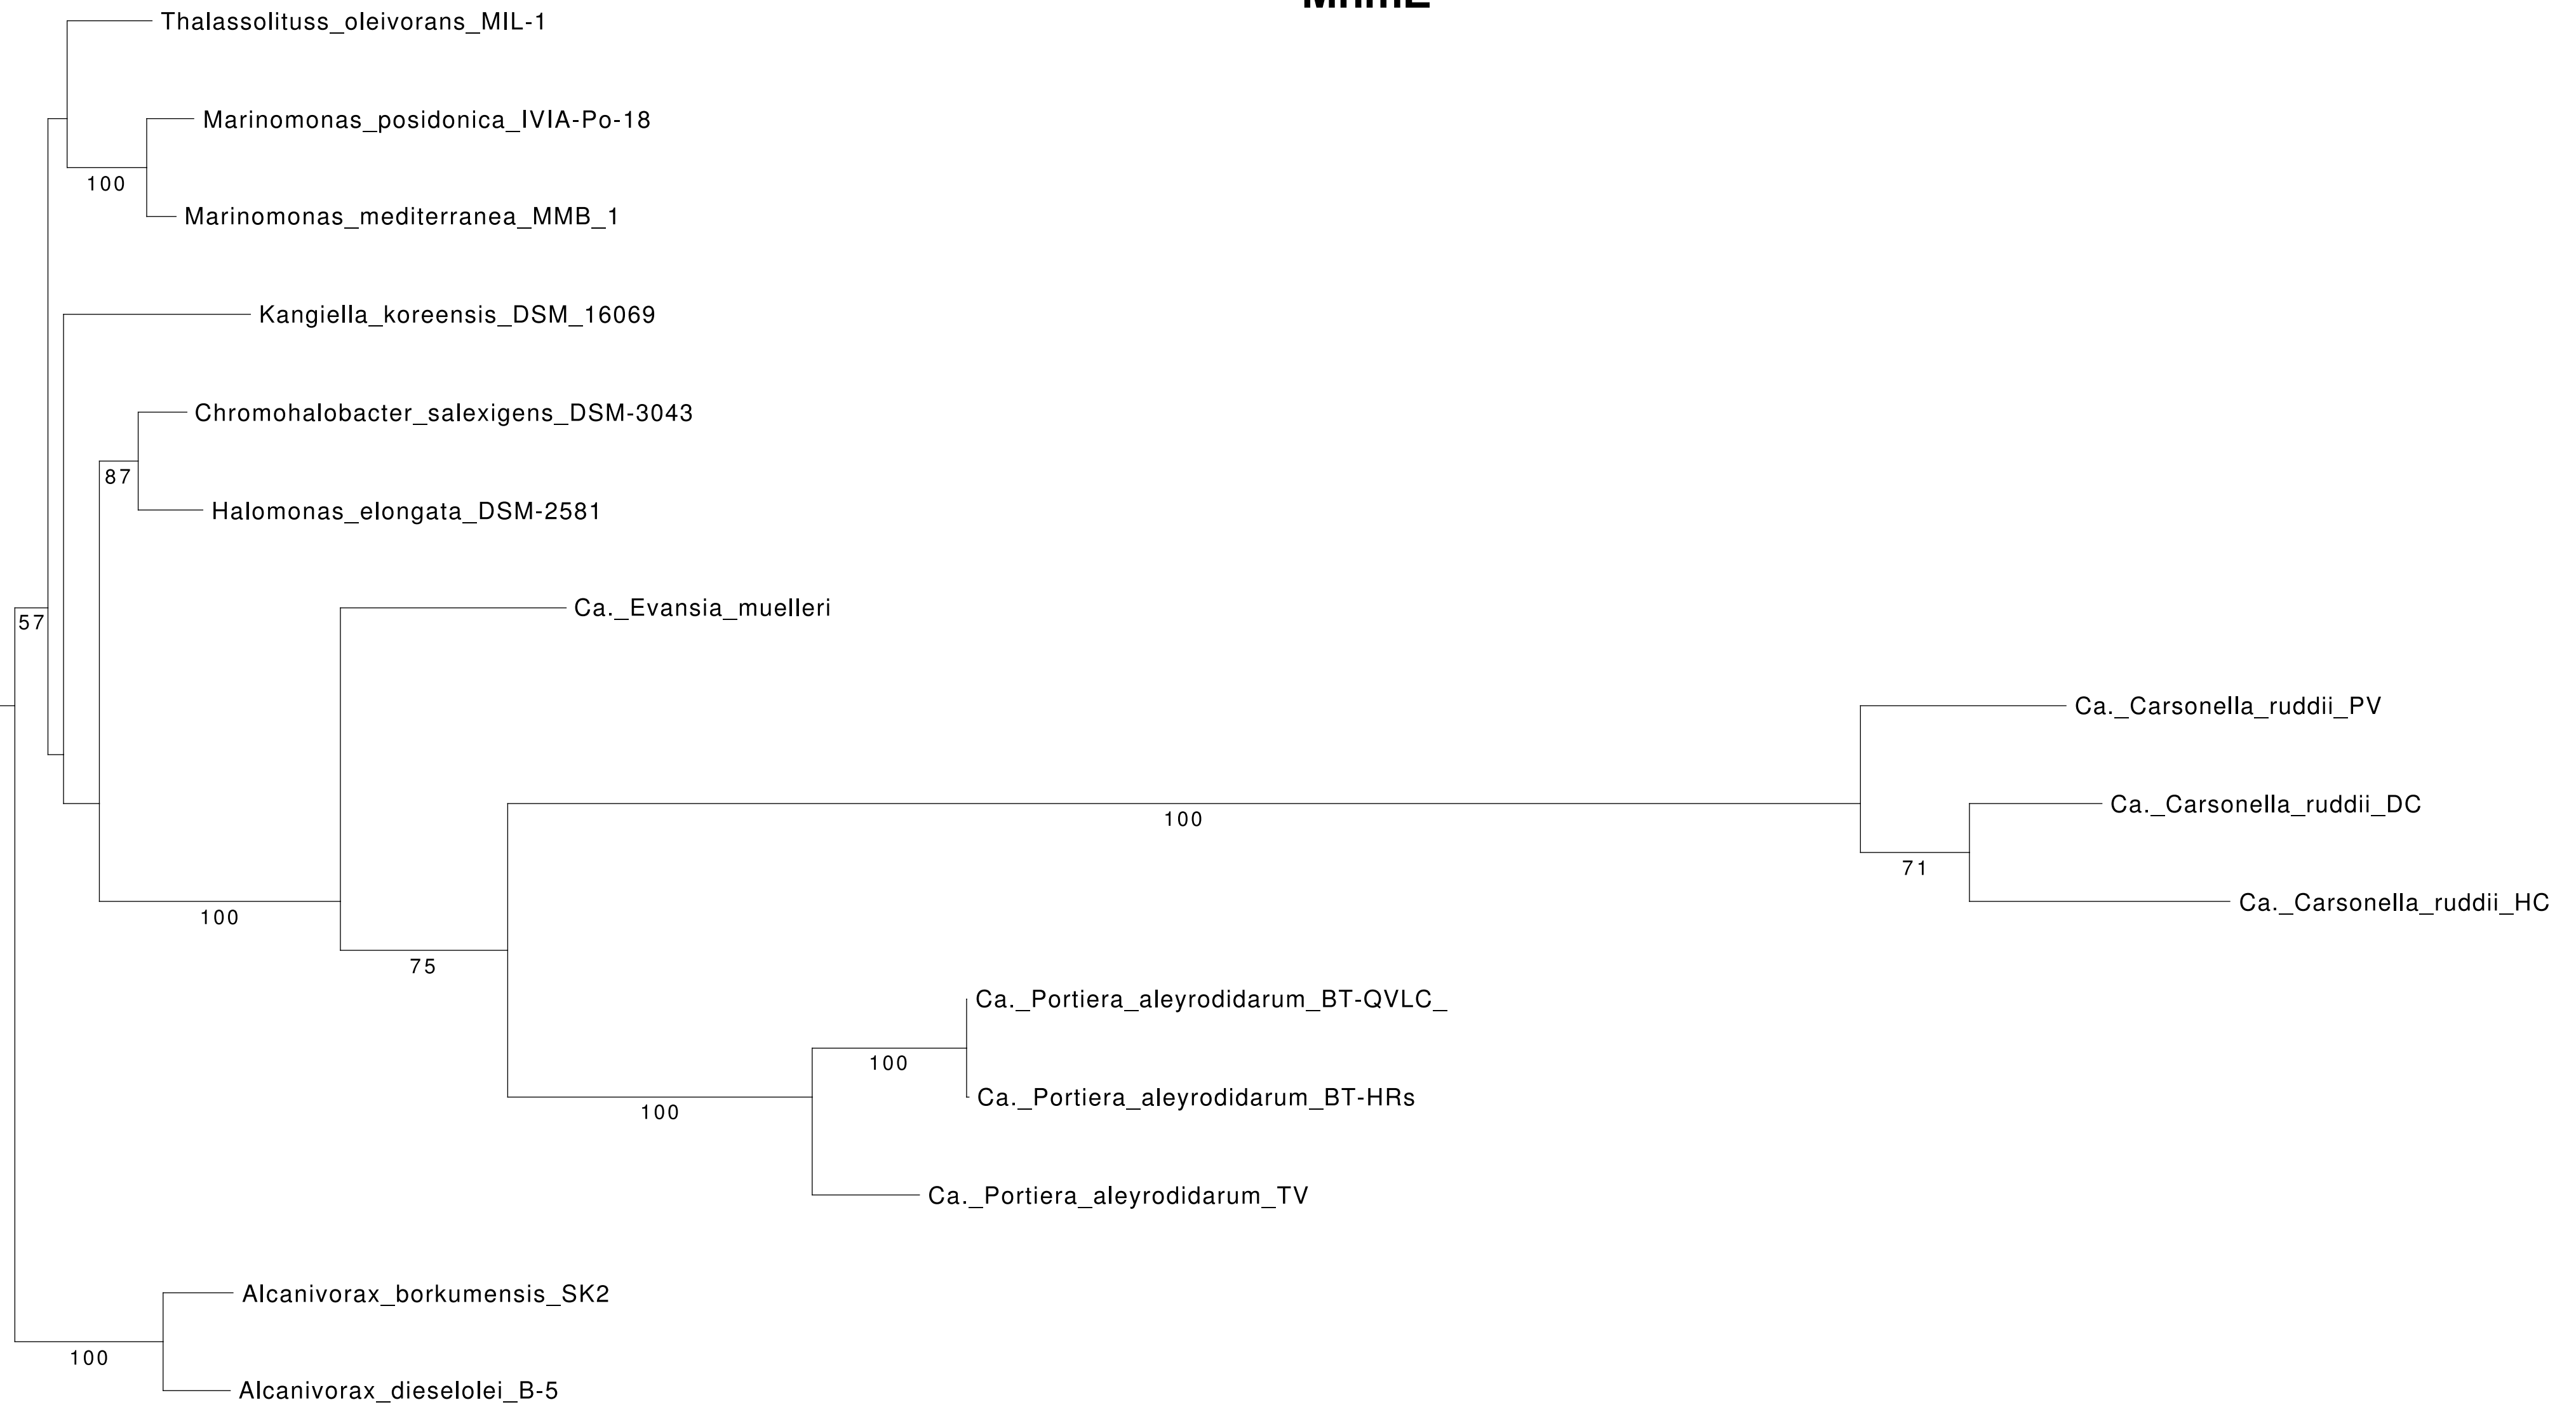 Thalassolituss_oleivorans_MIL-1
Marinomonas_posidonica_IVIA-Po-18
100
Marinomonas_mediterranea_MMB_1
Kangiella_koreensis_DSM_16069
Chromohalobacter_salexigens_DSM-3043
87
Halomonas_elongata_DSM-2581
Ca._Evansia_muelleri
57
Ca._Carsonella_ruddii_PV
Ca._Carsonella_ruddii_DC
100
71
Ca._Carsonella_ruddii_HC
100
75
Ca._Portiera_aleyrodidarum_BT-QVLC_
100
Ca._Portiera_aleyrodidarum_BT-HRs
100
Ca._Portiera_aleyrodidarum_TV
Alcanivorax_borkumensis_SK2
100
Alcanivorax_dieselolei_B-5